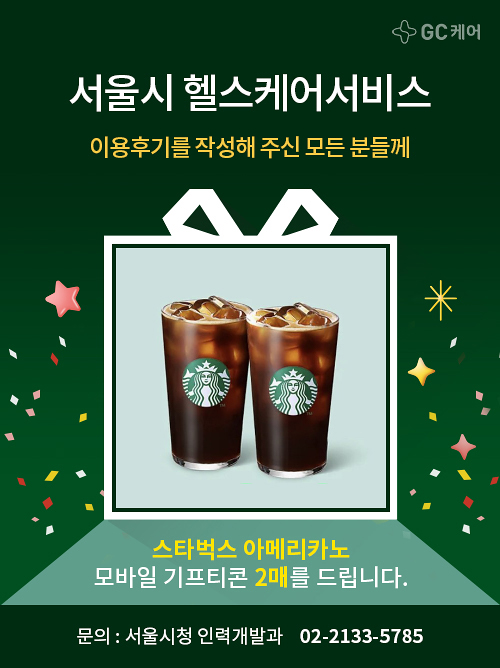 GC케어
서울시 헬스케어서비스
이용후기를 작성해 주신 모든 분들께
스타벅스 아메리카노
모바일 기프티콘 2매를 드립니다.
문의 : 서울시청 인력개발과 02-2133-5785